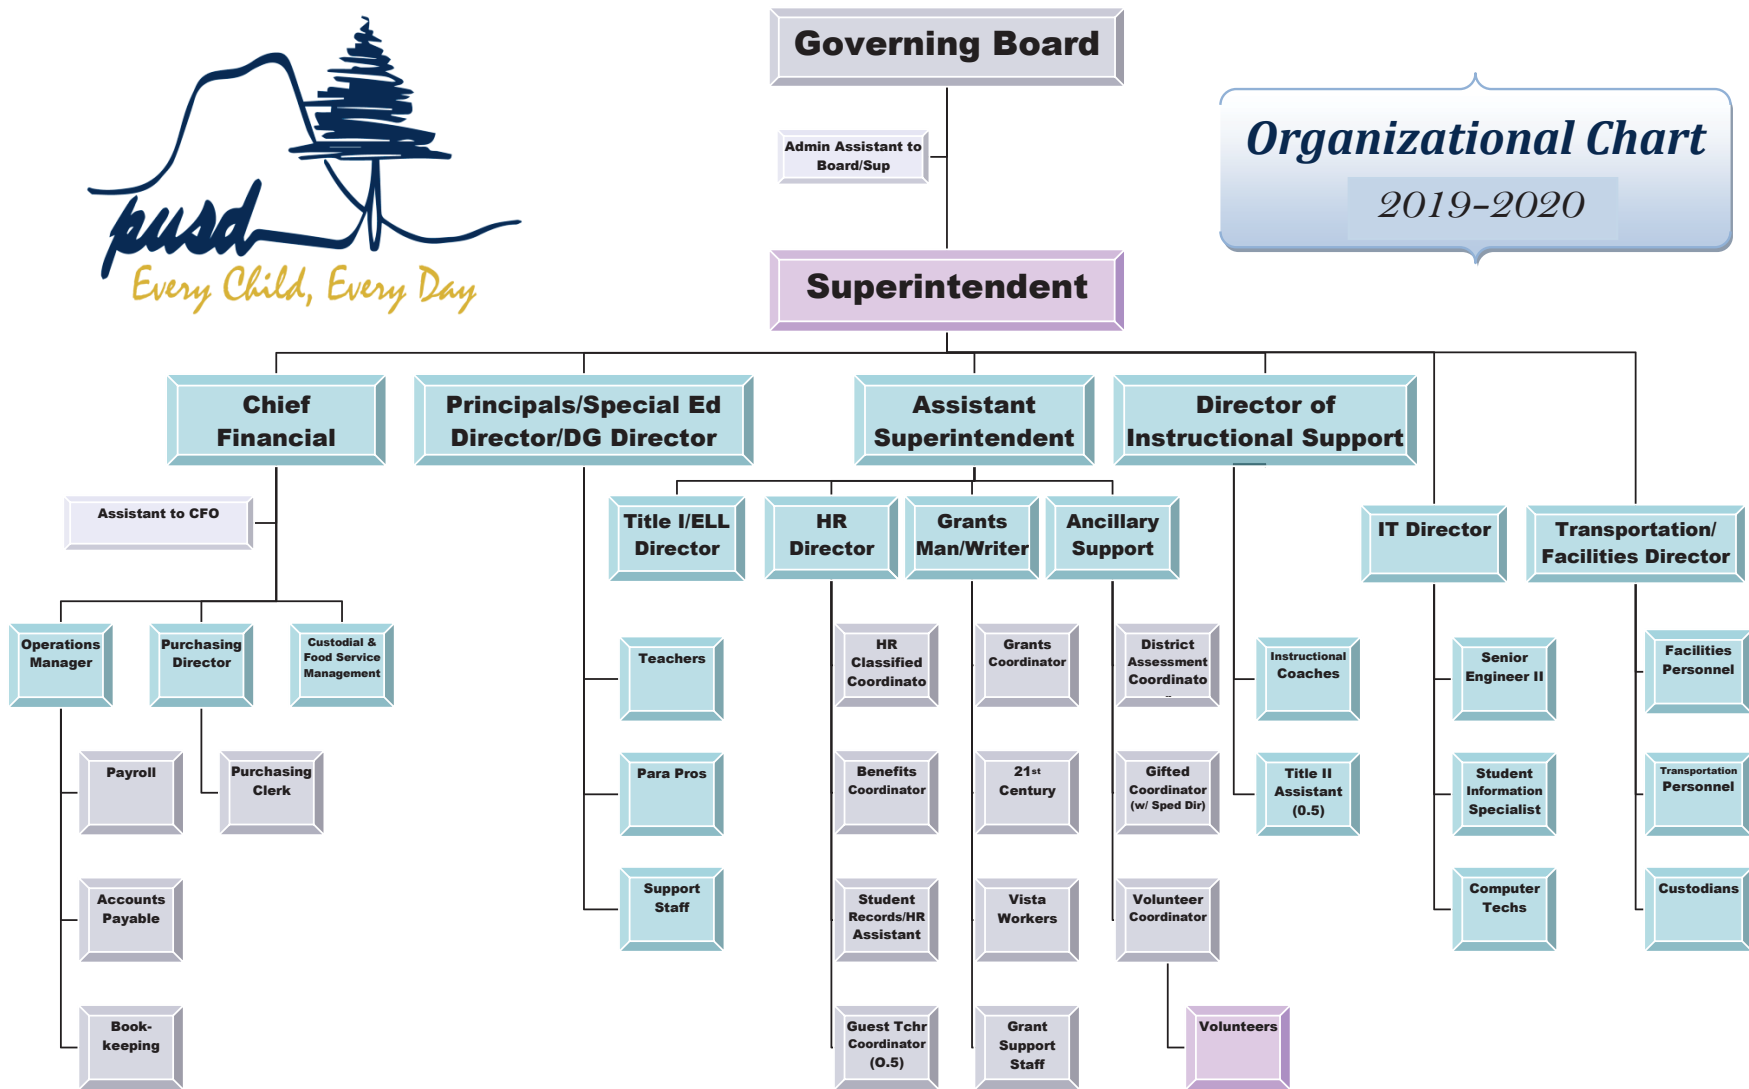 Governing Board
Admin Assistant to
Board/Sup
Organizational Chart
2019-2020
pusd
Every Child, Every Day
Superintendent
Chief
Financial
Principals/Special Ed
Director/DG Director
Assistant
Superintendent
Director of
Instructional Support
Assistant to CFO
Title I/ELL
Director
HR
Director
Grants
Man/Writer
Ancillary
Support
IT Director
Transportation/
Facilities Director
Operations
Manager
Purchasing
Director
Custodial &
Food Service
Management
Teachers
HR
Classified
Coordinato
Grants
Coordinator
District
Assessment
Coordinato
Instructional
Coaches
Senior
Engineer II
Facilities
Personnel
Payroll
Purchasing
Clerk
Para Pros
Benefits
Coordinator
21st
Century
Gifted
Coordinator
(w/ Sped Dir)
Title II
Assistant
(0.5)
Student
Information
Specialist
Transportation
Personnel
Accounts
Payable
Support
Staff
Student
Records/HR
Assistant
Vista
Workers
Volunteer
Coordinator
Computer
Techs
Custodians
Book-
keeping
Guest Tchr
Coordinator
(O.5)
Grant
Support
Staff
Volunteers